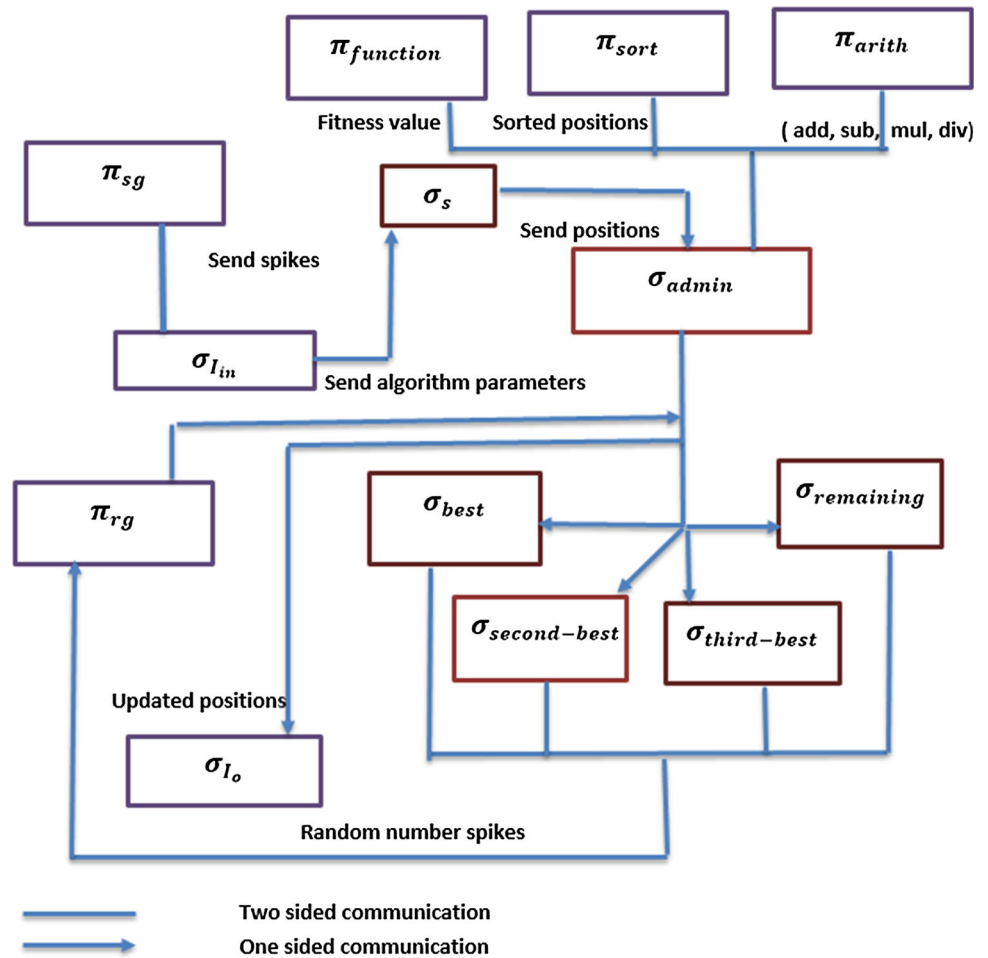 π_function
π_sort
π_arith
Fitness value
Sorted positions
( add, sub, mul, div)
π_sg
σ_s
Send spikes
Send positions
σ_admin
σ_I_in
Send algorithm parameters
σ_best
σ_remaining
π_rg
σ_second−best
σ_third−best
Updated positions
σ_I_o
Random number spikes
Two sided communication
One sided communication